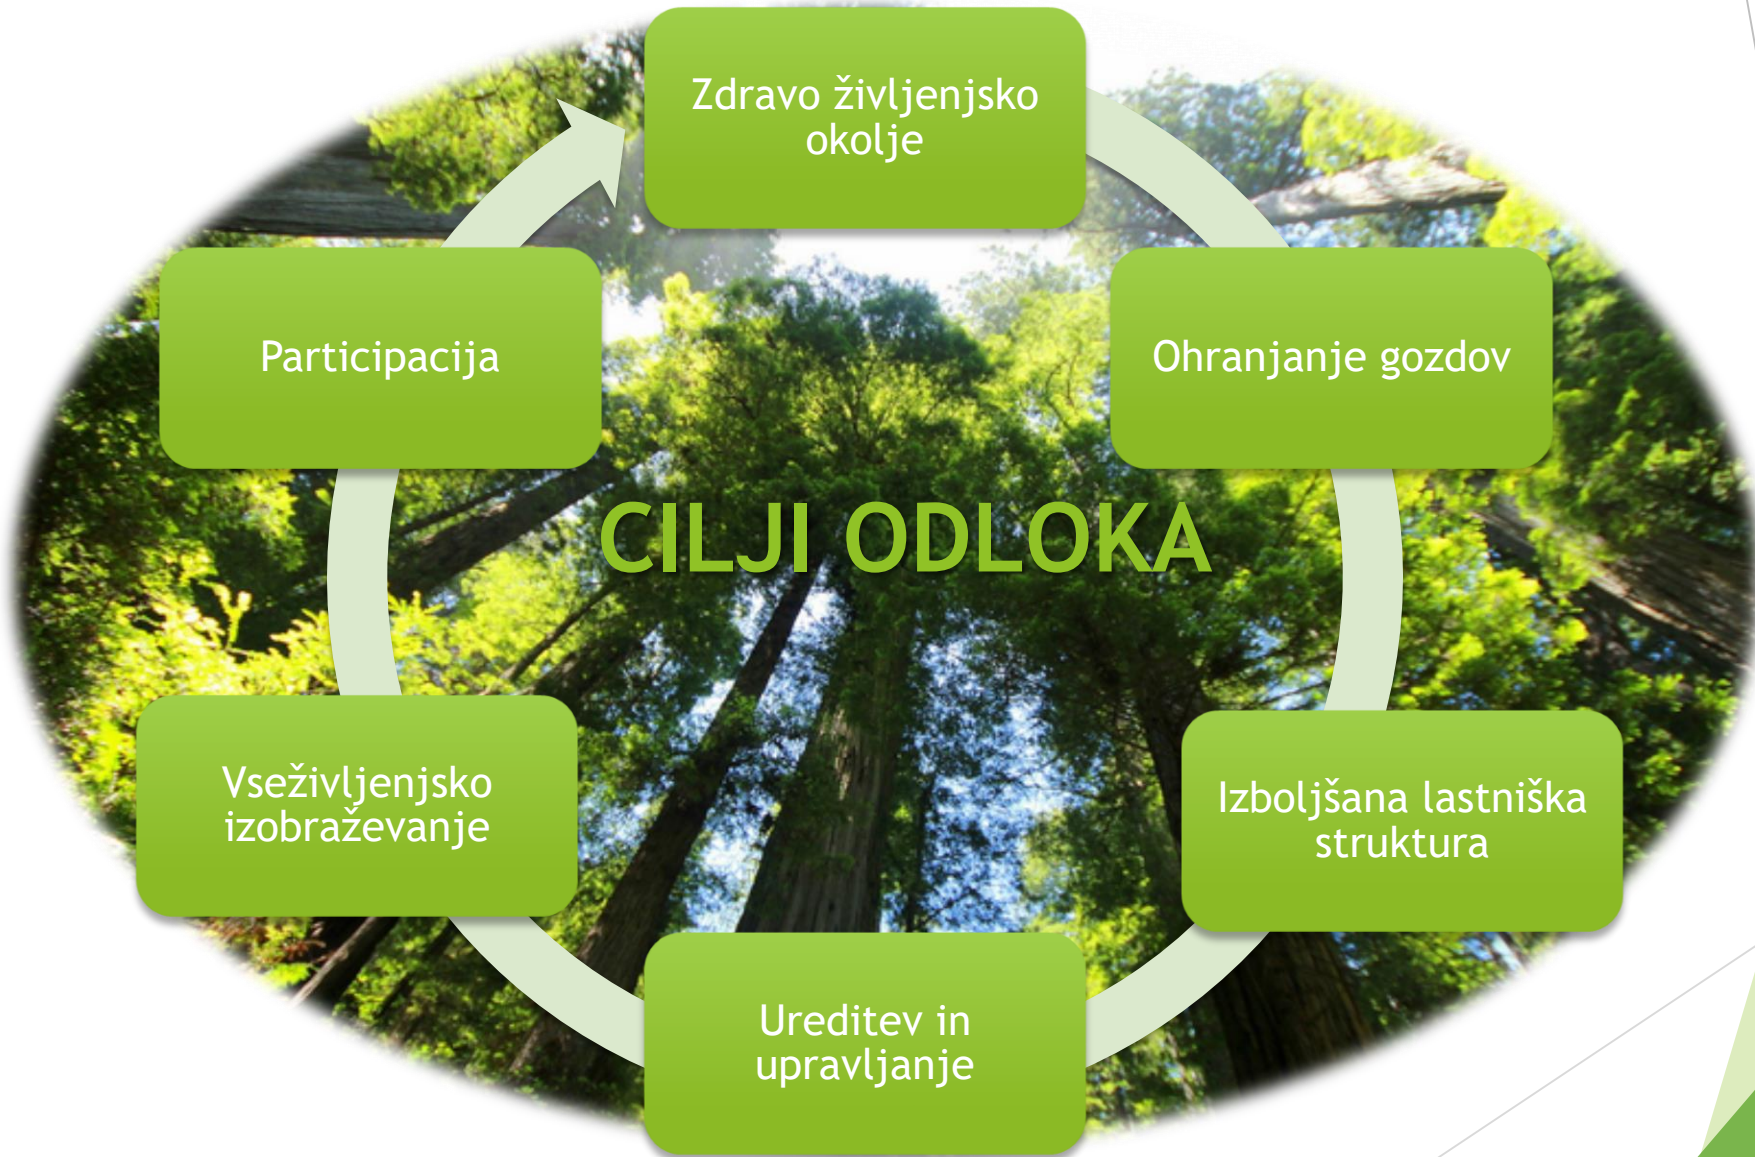 Zdravo življenjsko
okolje
Participacija
Ohranjanje gozdov
CILJI ODLOKA
Vseživljenjsko
izobraževanje
Izboljšana lastniška
struktura
Ureditev in
upravljanje